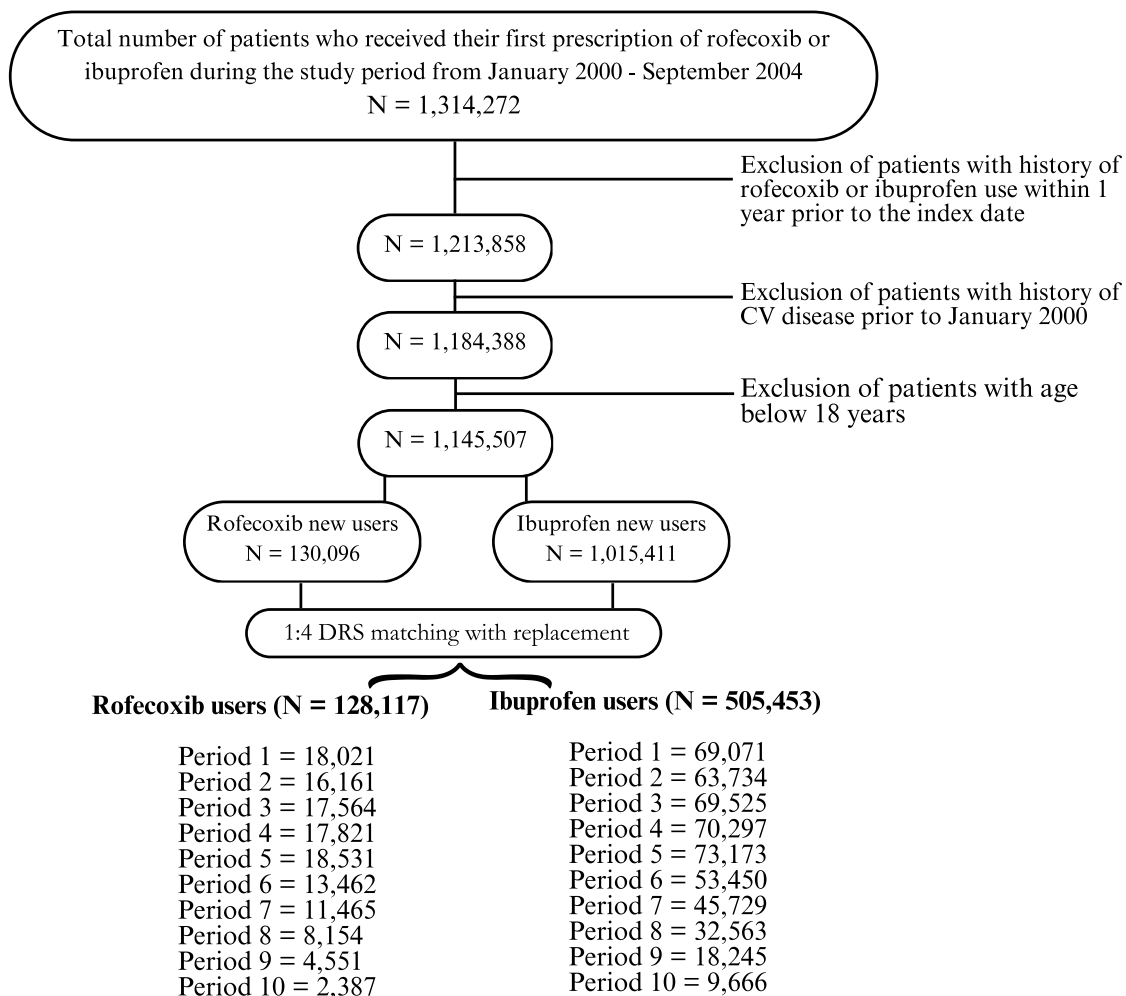 Total number of patients who received their first prescription of rofecoxib or
ibuprofen during the study period from January 2000 - September 2004
N = 1,314,272
Exclusion of patients with history of
rofecoxib or ibuprofen use within 1
year prior to the index date
N = 1,213,858
Exclusion of patients with history of
CV disease prior to January 2000
N = 1,184,388
Exclusion of patients with age
below 18 years
N = 1,145,507
Rofecoxib new users
N = 130,096
Ibuprofen new users
N = 1,015,411
1:4 DRS matching with replacement
Rofecoxib users (N = 128,117)
Period 1 = 18,021
Period 2 = 16,161
Period 3 = 17,564
Period 4 = 17,821
Period 5 = 18,531
Period 6 = 13,462
Period 7 = 11,465
Period 8 = 8,154
Period 9 = 4,551
Period 10 = 2,387
Ibuprofen users (N = 505,453)
Period 1 = 69,071
Period 2 = 63,734
Period 3 = 69,525
Period 4 = 70,297
Period 5 = 73,173
Period 6 = 53,450
Period 7 = 45,729
Period 8 = 32,563
Period 9 = 18,245
Period 10 = 9,666